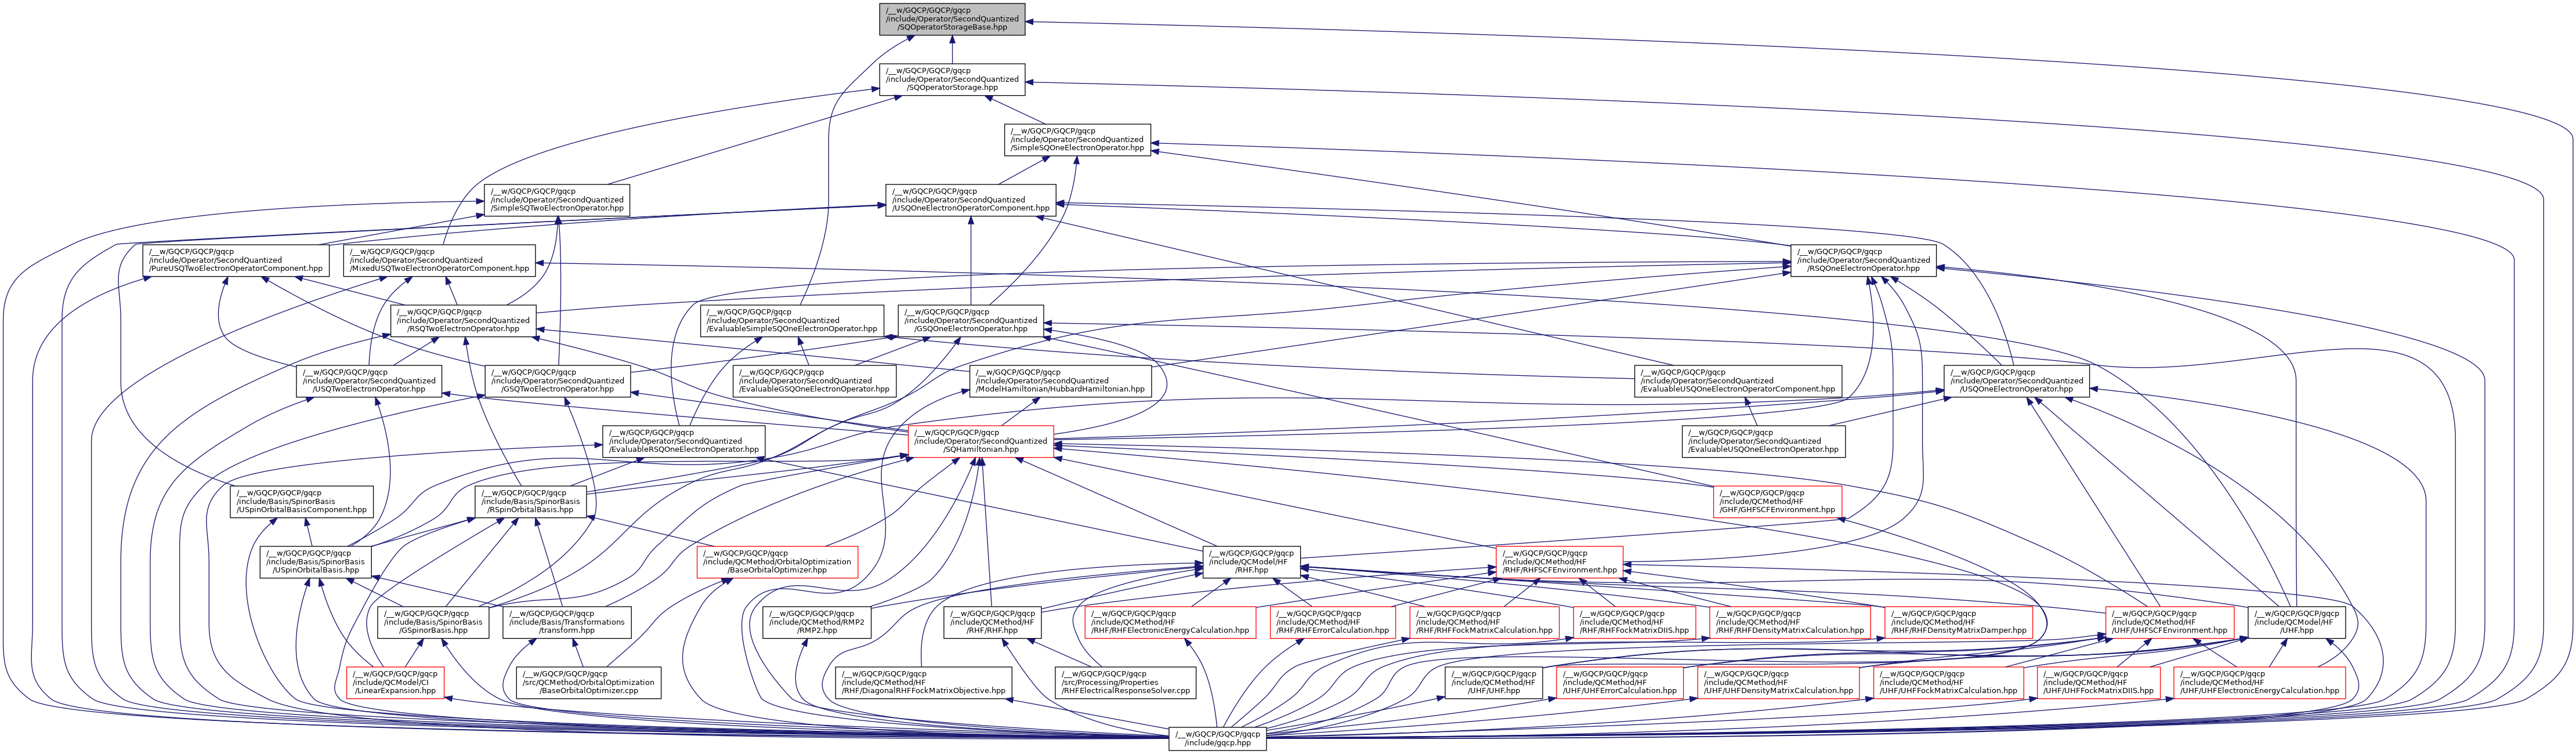 /__w/GQCP/GQCP/gqcp
/include/Operator/SecondQuantized
/SQOperatorStorageBase.hpp
/__w/GQCP/GQCP/gqcp
/include/Operator/SecondQuantized
/SQOperatorStorage.hpp
/__w/GQCP/GQCP/gqcp
/include/Operator/SecondQuantized
/SimpleSQOneElectronOperator.hpp
/__w/GQCP/GQCP/gqcp
/include/Operator/SecondQuantized
/SimpleSQTwoElectronOperator.hpp
/__w/GQCP/GQCP/gqcp
/include/Operator/SecondQuantized
/USQOneElectronOperatorComponent.hpp
/__w/GQCP/GQCP/gqcp
/include/Operator/SecondQuantized
/PureUSQTwoElectronOperatorComponent.hpp
/__w/GQCP/GQCP/gqcp
/include/Operator/SecondQuantized
/MixedUSQTwoElectronOperatorComponent.hpp
/__w/GQCP/GQCP/gqcp
/include/Operator/SecondQuantized
/RSQOneElectronOperator.hpp
/__w/GQCP/GQCP/gqcp
/include/Operator/SecondQuantized
/RSQTwoElectronOperator.hpp
/__w/GQCP/GQCP/gqcp
/include/Operator/SecondQuantized
/EvaluableSimpleSQOneElectronOperator.hpp
/__w/GQCP/GQCP/gqcp
/include/Operator/SecondQuantized
/GSQOneElectronOperator.hpp
/__w/GQCP/GQCP/gqcp
/include/Operator/SecondQuantized
/USQTwoElectronOperator.hpp
/__w/GQCP/GQCP/gqcp
/include/Operator/SecondQuantized
/GSQTwoElectronOperator.hpp
/__w/GQCP/GQCP/gqcp
/include/Operator/SecondQuantized
/EvaluableGSQOneElectronOperator.hpp
/__w/GQCP/GQCP/gqcp
/include/Operator/SecondQuantized
/ModelHamiltonian/HubbardHamiltonian.hpp
/__w/GQCP/GQCP/gqcp
/include/Operator/SecondQuantized
/EvaluableUSQOneElectronOperatorComponent.hpp
/__w/GQCP/GQCP/gqcp
/include/Operator/SecondQuantized
/USQOneElectronOperator.hpp
/__w/GQCP/GQCP/gqcp
/include/Operator/SecondQuantized
/EvaluableRSQOneElectronOperator.hpp
/__w/GQCP/GQCP/gqcp
/include/Operator/SecondQuantized
/SQHamiltonian.hpp
/__w/GQCP/GQCP/gqcp
/include/Operator/SecondQuantized
/EvaluableUSQOneElectronOperator.hpp
/__w/GQCP/GQCP/gqcp
/include/Basis/SpinorBasis
/USpinOrbitalBasisComponent.hpp
/__w/GQCP/GQCP/gqcp
/include/Basis/SpinorBasis
/RSpinOrbitalBasis.hpp
/__w/GQCP/GQCP/gqcp
/include/QCMethod/HF
/GHF/GHFSCFEnvironment.hpp
/__w/GQCP/GQCP/gqcp
/include/Basis/SpinorBasis
/USpinOrbitalBasis.hpp
/__w/GQCP/GQCP/gqcp
/include/QCMethod/OrbitalOptimization
/BaseOrbitalOptimizer.hpp
/__w/GQCP/GQCP/gqcp
/include/QCModel/HF
/RHF.hpp
/__w/GQCP/GQCP/gqcp
/include/QCMethod/HF
/RHF/RHFSCFEnvironment.hpp
/__w/GQCP/GQCP/gqcp
/include/Basis/SpinorBasis
/GSpinorBasis.hpp
/__w/GQCP/GQCP/gqcp
/include/Basis/Transformations
/transform.hpp
/__w/GQCP/GQCP/gqcp
/include/QCMethod/RMP2
/RMP2.hpp
/__w/GQCP/GQCP/gqcp
/include/QCMethod/HF
/RHF/RHF.hpp
/__w/GQCP/GQCP/gqcp
/include/QCMethod/HF
/RHF/RHFElectronicEnergyCalculation.hpp
/__w/GQCP/GQCP/gqcp
/include/QCMethod/HF
/RHF/RHFErrorCalculation.hpp
/__w/GQCP/GQCP/gqcp
/include/QCMethod/HF
/RHF/RHFFockMatrixCalculation.hpp
/__w/GQCP/GQCP/gqcp
/include/QCMethod/HF
/RHF/RHFFockMatrixDIIS.hpp
/__w/GQCP/GQCP/gqcp
/include/QCMethod/HF
/RHF/RHFDensityMatrixCalculation.hpp
/__w/GQCP/GQCP/gqcp
/include/QCMethod/HF
/RHF/RHFDensityMatrixDamper.hpp
/__w/GQCP/GQCP/gqcp
/include/QCMethod/HF
/UHF/UHFSCFEnvironment.hpp
/__w/GQCP/GQCP/gqcp
/include/QCModel/HF
/UHF.hpp
/__w/GQCP/GQCP/gqcp
/include/QCModel/CI
/LinearExpansion.hpp
/__w/GQCP/GQCP/gqcp
/src/QCMethod/OrbitalOptimization
/BaseOrbitalOptimizer.cpp
/__w/GQCP/GQCP/gqcp
/include/QCMethod/HF
/RHF/DiagonalRHFFockMatrixObjective.hpp
/__w/GQCP/GQCP/gqcp
/src/Processing/Properties
/RHFElectricalResponseSolver.cpp
/__w/GQCP/GQCP/gqcp
/include/QCMethod/HF
/UHF/UHF.hpp
/__w/GQCP/GQCP/gqcp
/include/QCMethod/HF
/UHF/UHFErrorCalculation.hpp
/__w/GQCP/GQCP/gqcp
/include/QCMethod/HF
/UHF/UHFDensityMatrixCalculation.hpp
/__w/GQCP/GQCP/gqcp
/include/QCMethod/HF
/UHF/UHFFockMatrixCalculation.hpp
/__w/GQCP/GQCP/gqcp
/include/QCMethod/HF
/UHF/UHFFockMatrixDIIS.hpp
/__w/GQCP/GQCP/gqcp
/include/QCMethod/HF
/UHF/UHFElectronicEnergyCalculation.hpp
/__w/GQCP/GQCP/gqcp
/include/gqcp.hpp